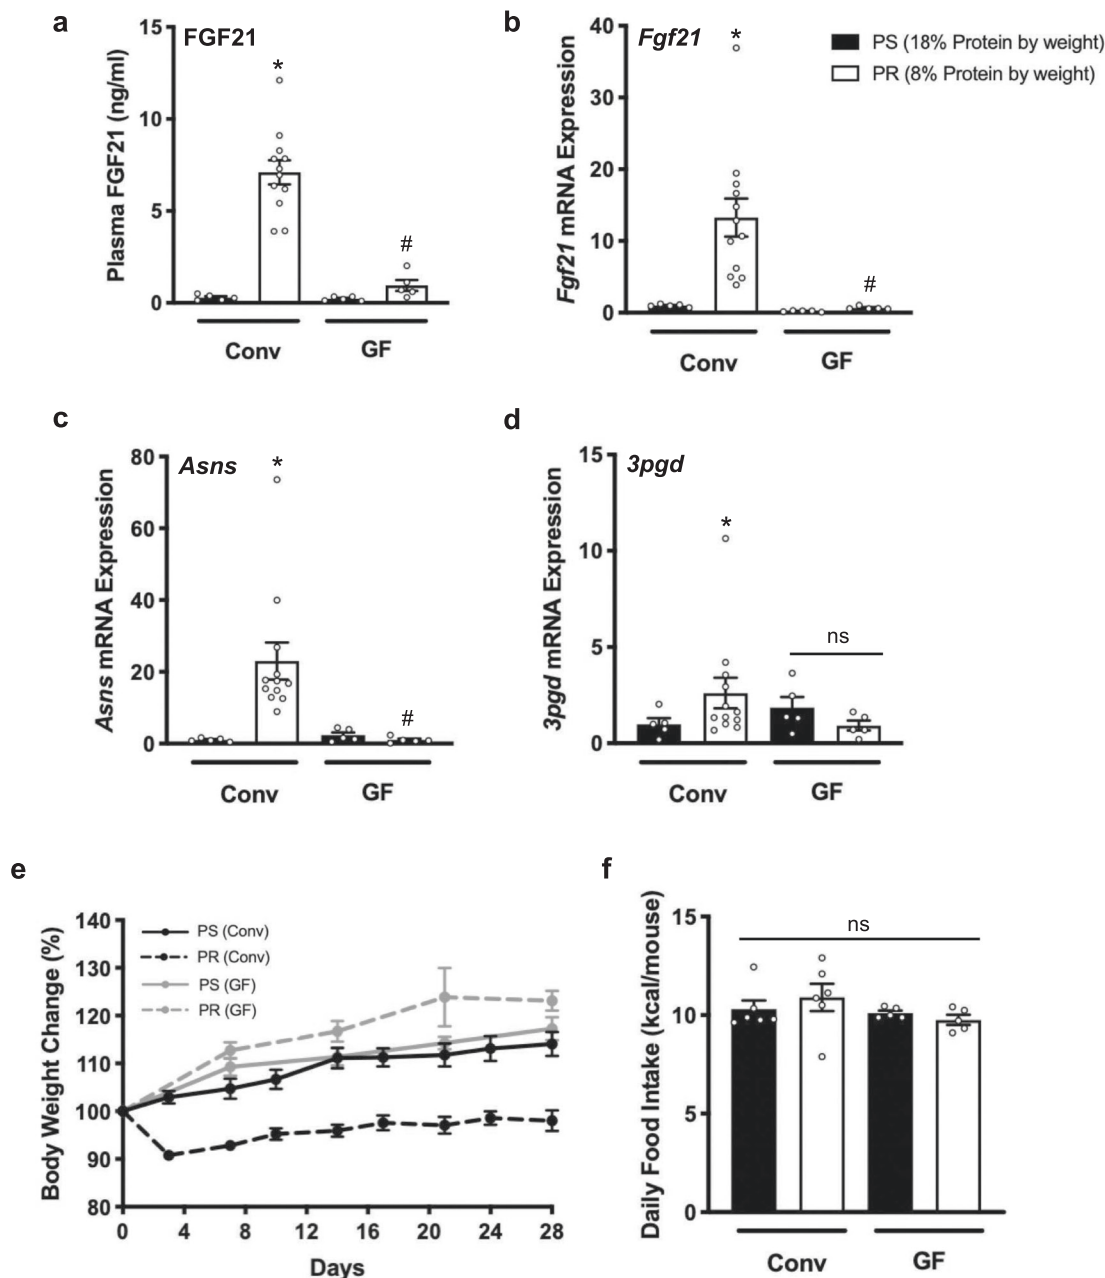 a
FGF21
15
10
5
0
Plasma FGF21 (ng/ml)
*
#
Conv
GF
b
Fgf21
40
30
20
10
0
Fgf21 mRNA Expression
*
#
Conv
GF
PS (18% Protein by weight)
PR (8% Protein by weight)
c
Asns
80
60
40
20
0
Asns mRNA Expression
*
#
Conv
GF
d
3pgd
15
10
5
0
3pgd mRNA Expression
*
ns
Conv
GF
e
140
130
120
110
100
90
80
Body Weight Change (%)
PS (Conv)
PR (Conv)
PS (GF)
PR (GF)
0 4 8 12 16 20 24 28
Days
f
15
10
5
0
Daily Food Intake (kcal/mouse)
ns
Conv
GF